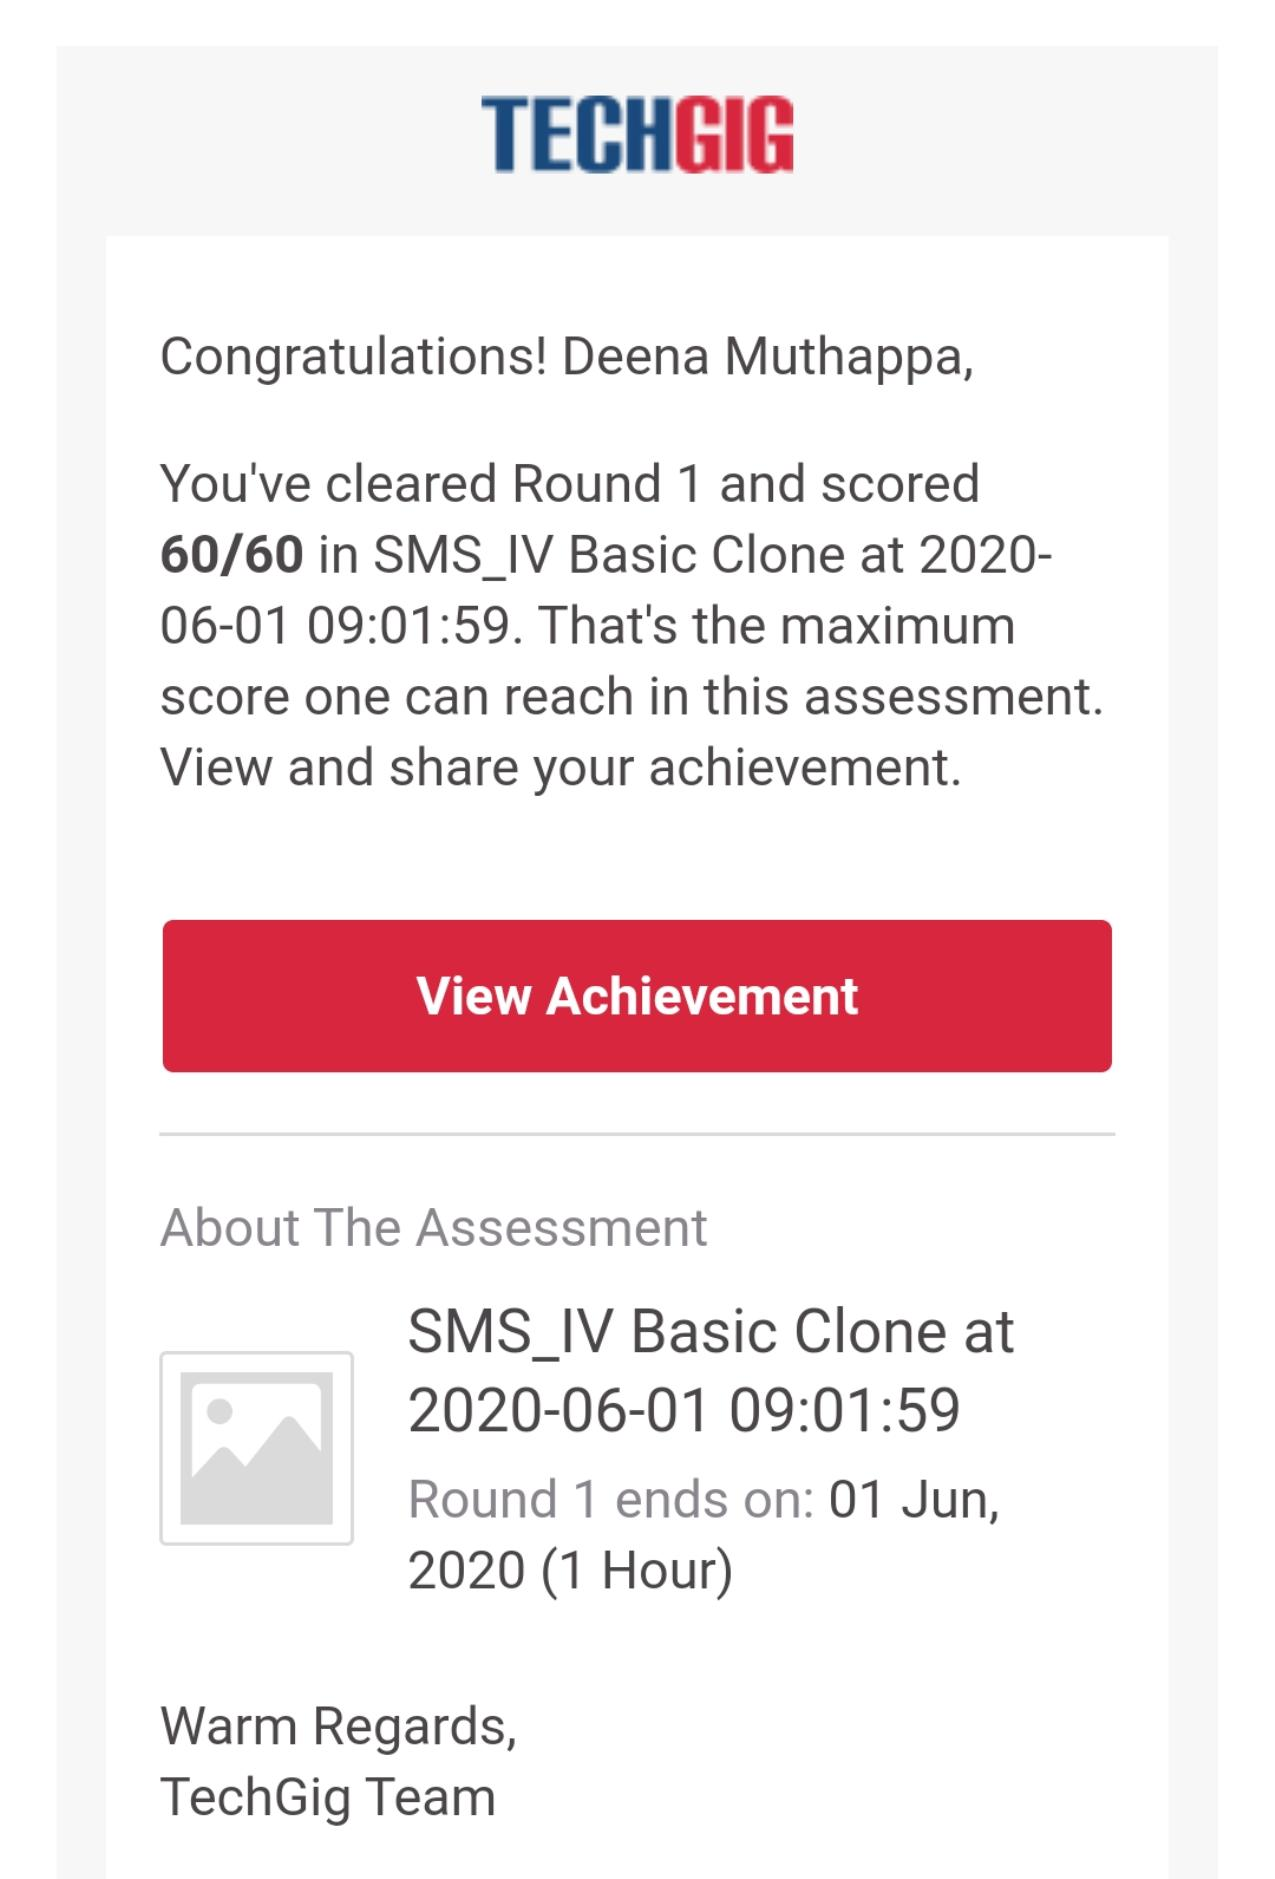 TECHGIG
Congratulations! Deena Muthappa,
You've cleared Round 1 and scored
60/60 in SMS_IV Basic Clone at 2020-
06-01 09:01:59. That's the maximum
score one can reach in this assessment.
View and share your achievement.
View Achievement
About The Assessment
SMS_IV Basic Clone at
2020-06-01 09:01:59
Round 1 ends on: 01 Jun,
2020 (1 Hour)
Warm Regards,
TechGig Team